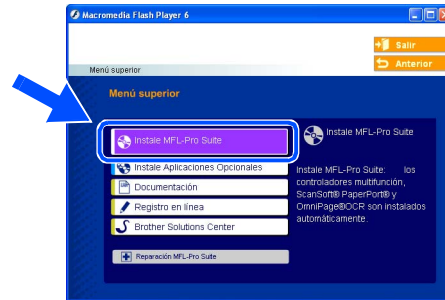 Macromedia Flash Player 6
Salir
Anterior
Menú superior
Menú superior
Instale MFL-Pro Suite
Instale Aplicaciones Opcionales
Documentación
Registro en línea
Brother Solutions Center
Reparación MFL-Pro Suite
Instale MFL-Pro Suite
Instale MFL-Pro Suite: los
controladores multifunción,
ScanSoft® PaperPort® y
OmniPage®OCR son instalados
automáticamente.